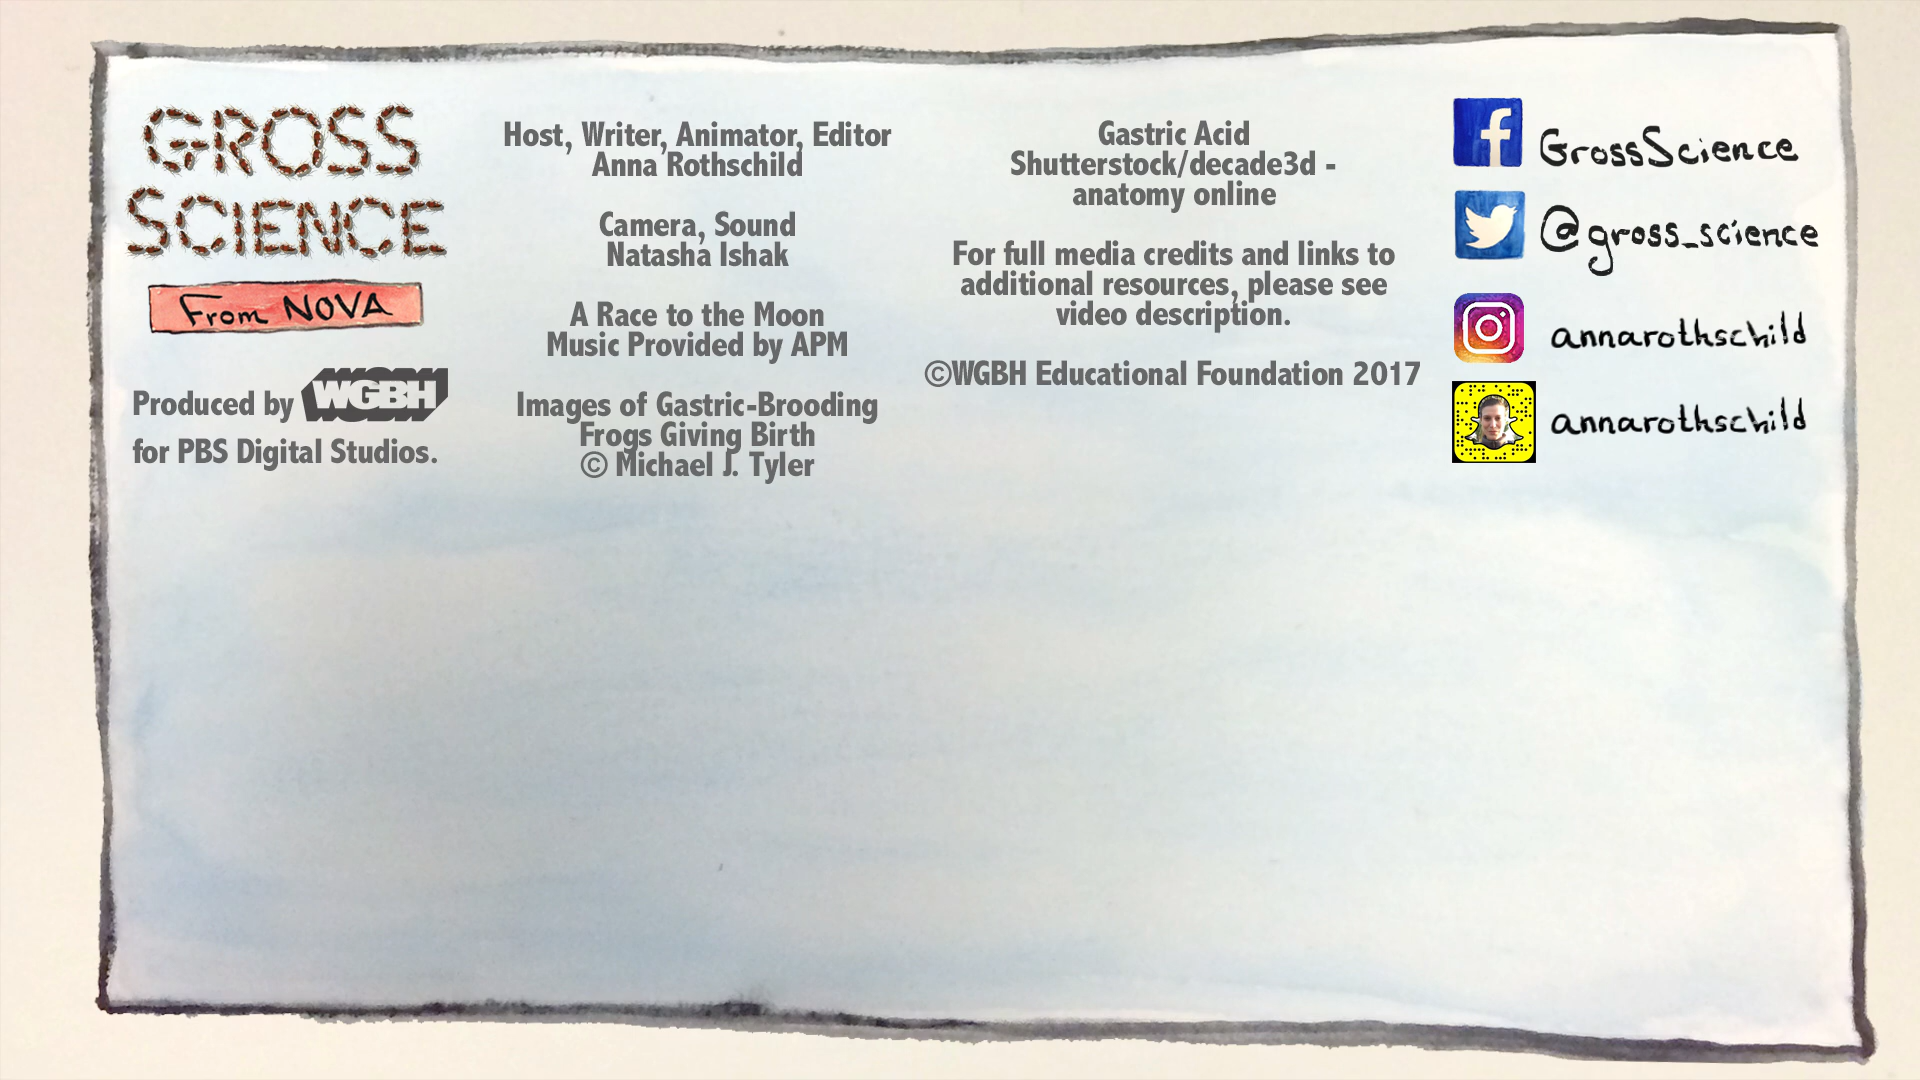 GROSS
SCIENCE
From NOVA
Produced by WGBH
for PBS Digital Studios.
Host, Writer, Animator, Editor
Anna Rothschild
Camera, Sound
Natasha Ishak
A Race to the Moon
Music Provided by APM
Images of Gastric-Brooding
Frogs Giving Birth
© Michael J. Tyler
Gastric Acid
Shutterstock/decade3d -
anatomy online
For full media credits and links to
additional resources, please see
video description.
©WGBH Educational Foundation 2017
f GrossScience
@gross_science
annarothschild
annarothschild